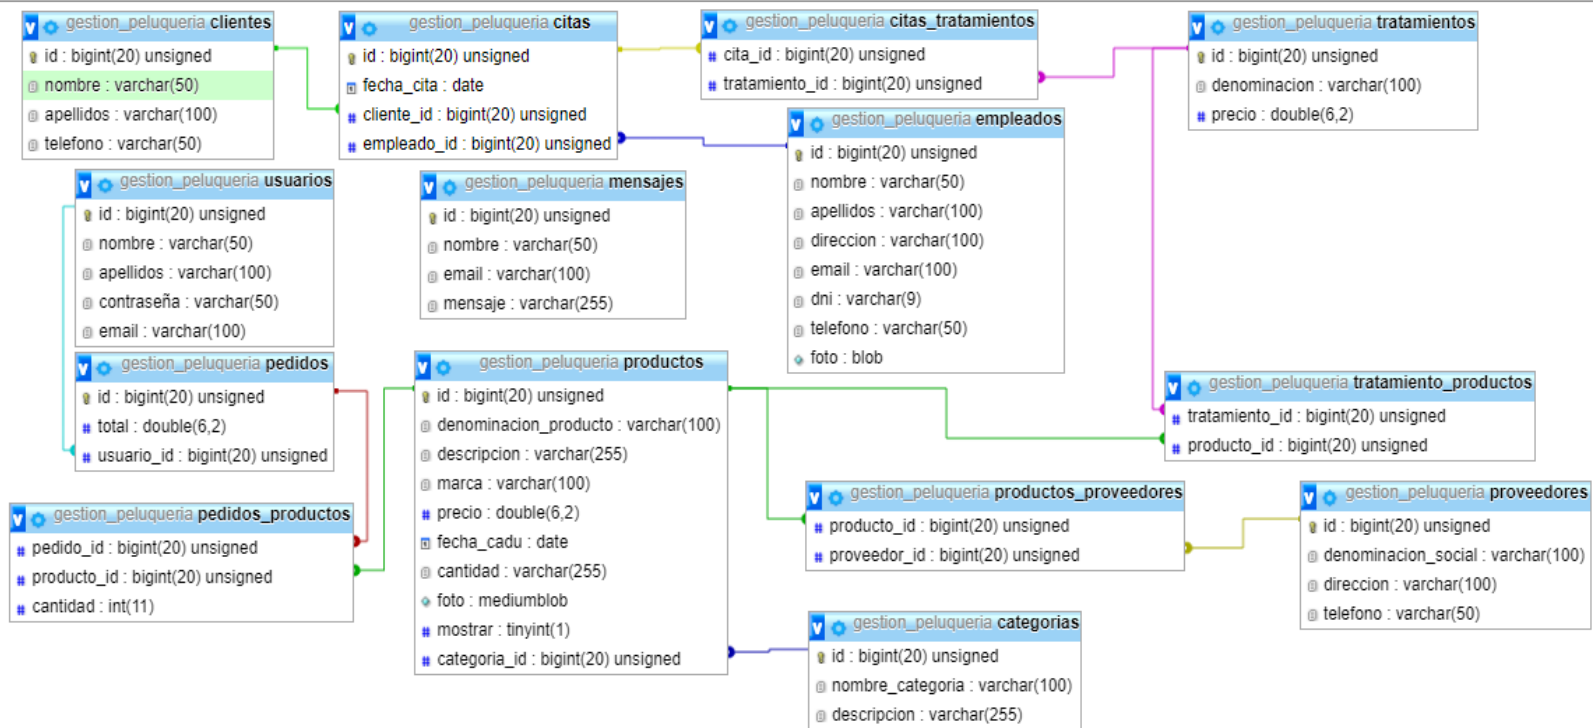 gestion_peluqueria clientes
id : bigint(20) unsigned
nombre : varchar(50)
apellidos : varchar(100)
telefono : varchar(50)
gestion_peluqueria citas
id : bigint(20) unsigned
fecha_cita : date
cliente_id : bigint(20) unsigned
empleado_id : bigint(20) unsigned
gestion_peluqueria citas_tratamientos
cita_id : bigint(20) unsigned
tratamiento_id : bigint(20) unsigned
gestion_peluqueria tratamientos
id : bigint(20) unsigned
denominacion : varchar(100)
precio : double(6,2)
gestion_peluqueria empleados
id : bigint(20) unsigned
nombre : varchar(50)
apellidos : varchar(100)
direccion : varchar(100)
email : varchar(100)
dni : varchar(9)
telefono : varchar(50)
foto : blob
gestion_peluqueria usuarios
id : bigint(20) unsigned
nombre : varchar(50)
apellidos : varchar(100)
contraseña : varchar(50)
email : varchar(100)
gestion_peluqueria mensajes
id : bigint(20) unsigned
nombre : varchar(50)
email : varchar(100)
mensaje : varchar(255)
gestion_peluqueria pedidos
id : bigint(20) unsigned
total : double(6,2)
usuario_id : bigint(20) unsigned
gestion_peluqueria productos
id : bigint(20) unsigned
denominacion_producto : varchar(100)
descripcion : varchar(255)
marca : varchar(100)
precio : double(6,2)
fecha_cadu : date
cantidad : varchar(255)
foto : mediumblob
mostrar : tinyint(1)
categoria_id : bigint(20) unsigned
gestion_peluqueria tratamiento_productos
tratamiento_id : bigint(20) unsigned
producto_id : bigint(20) unsigned
gestion_peluqueria pedidos_productos
pedido_id : bigint(20) unsigned
producto_id : bigint(20) unsigned
cantidad : int(11)
gestion_peluqueria productos_proveedores
producto_id : bigint(20) unsigned
proveedor_id : bigint(20) unsigned
gestion_peluqueria proveedores
id : bigint(20) unsigned
denominacion_social : varchar(100)
direccion : varchar(100)
telefono : varchar(50)
gestion_peluqueria categorias
id : bigint(20) unsigned
nombre_categoria : varchar(100)
descripcion : varchar(255)